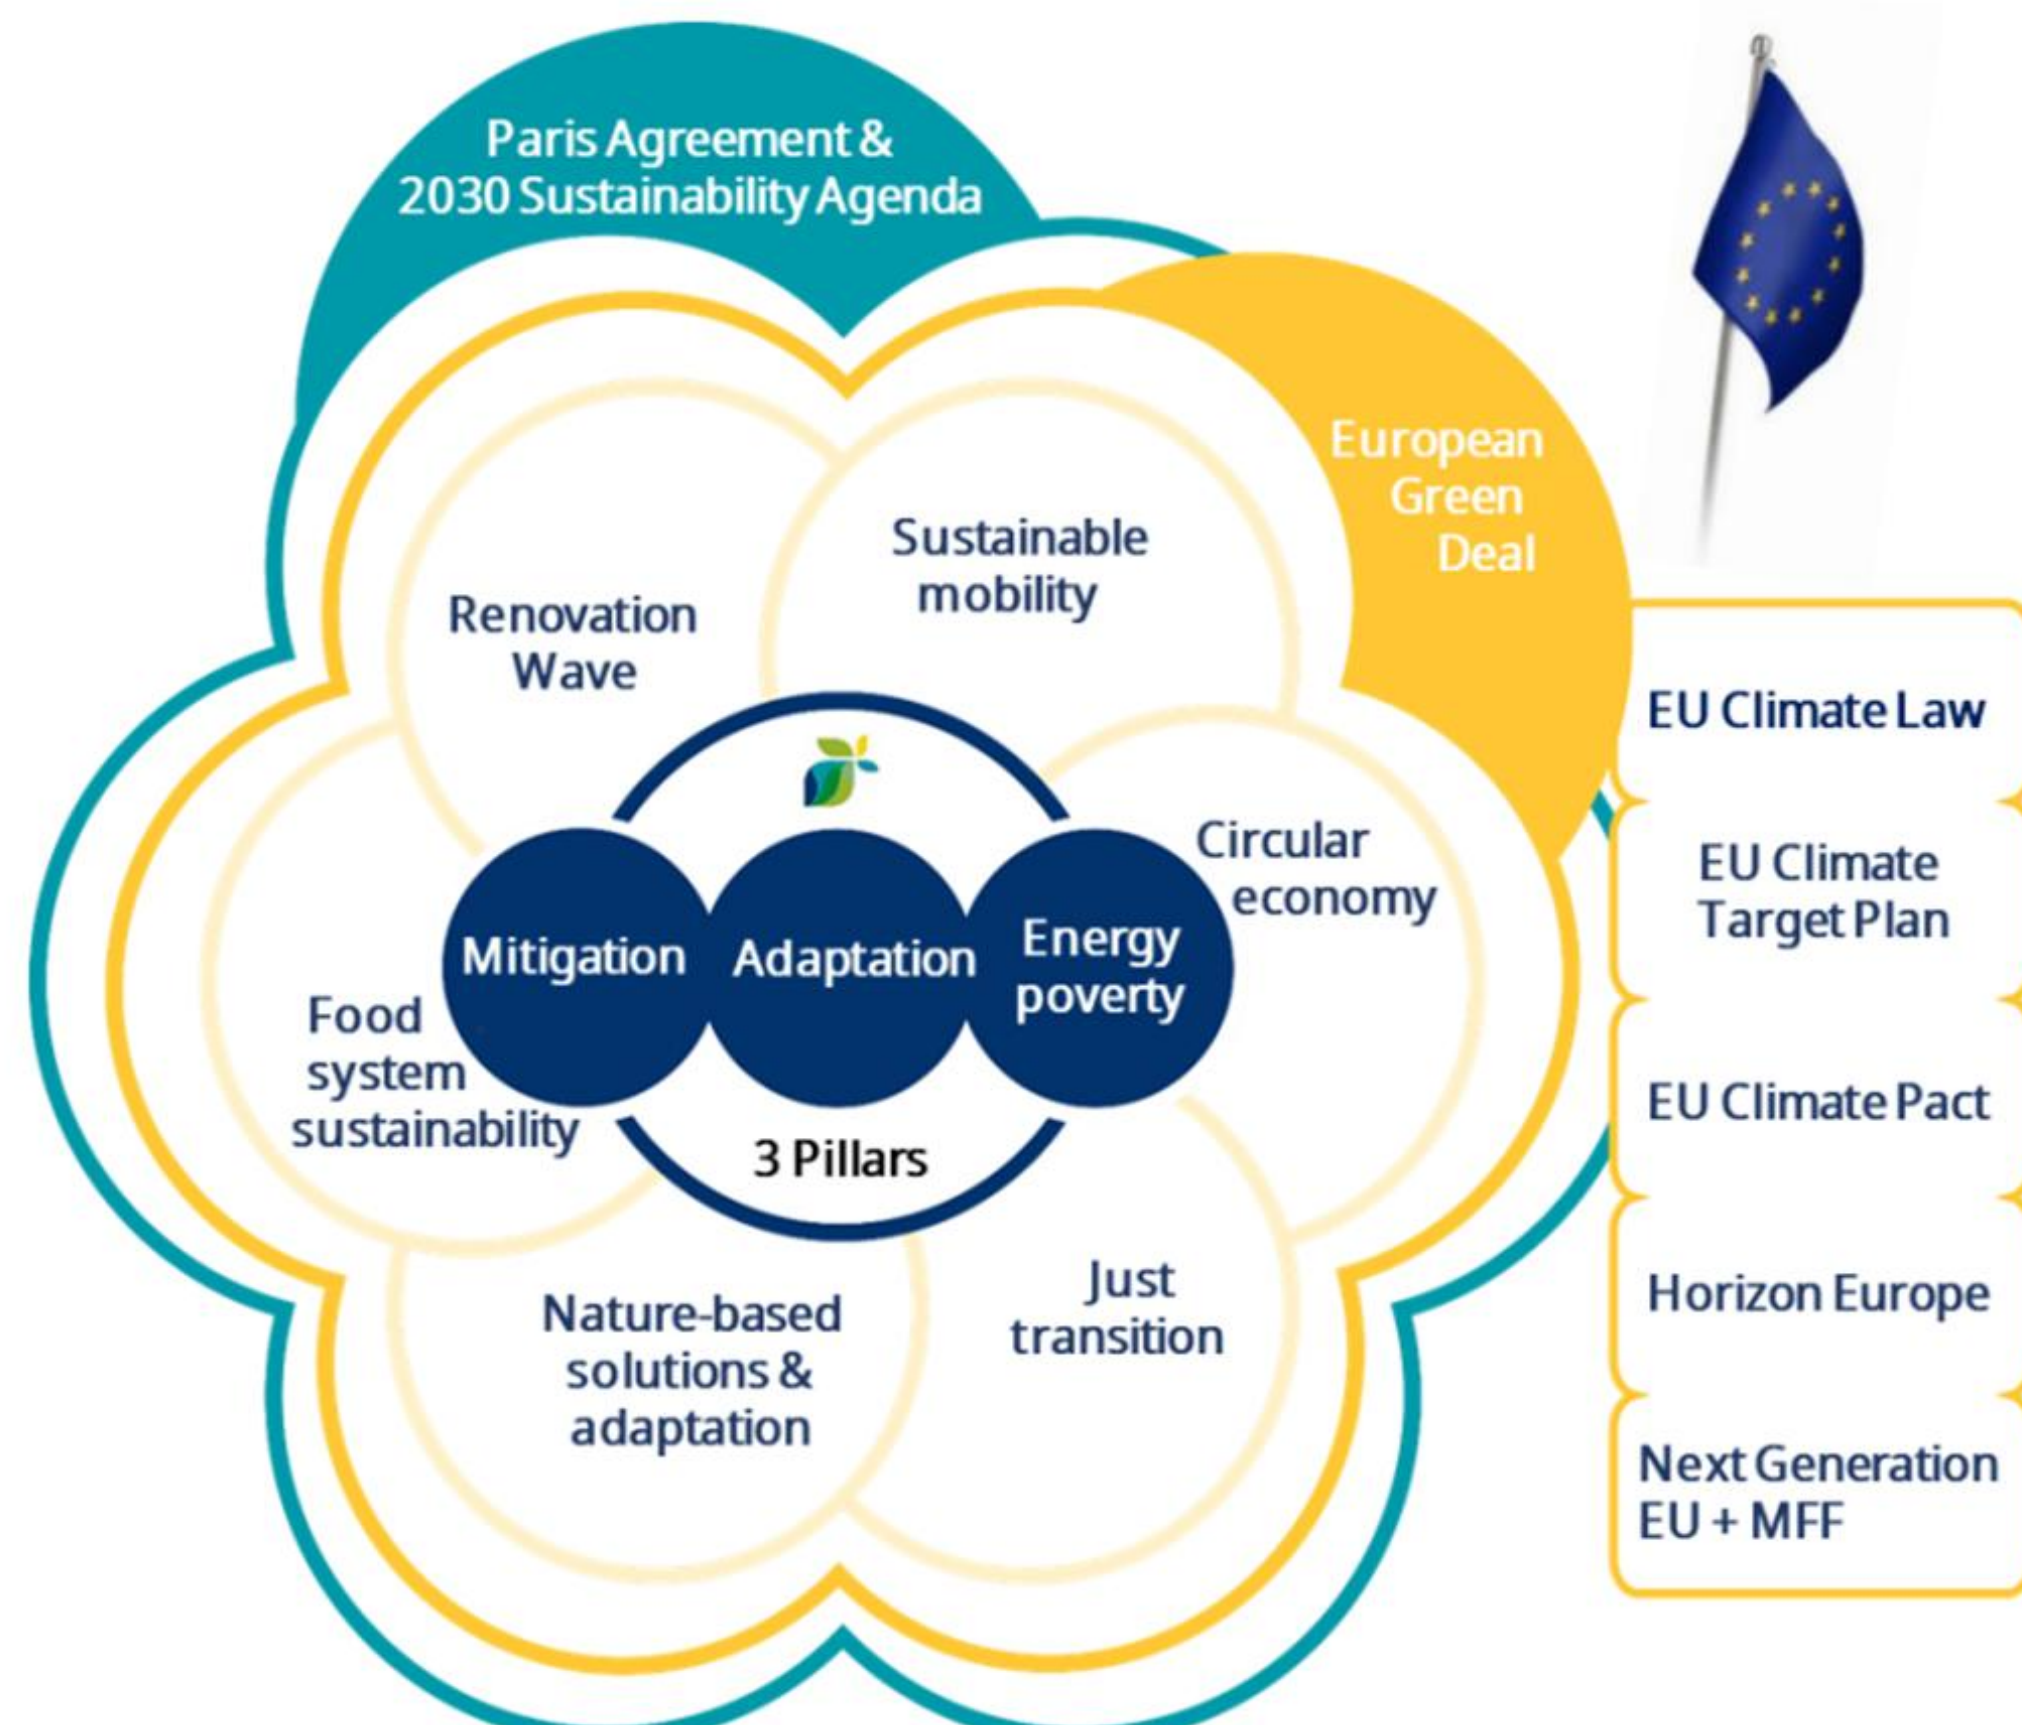 Paris Agreement &
2030 Sustainability Agenda
European
Green
Deal
Sustainable
mobility
Renovation
Wave
Circular
economy
Mitigation
Adaptation
Energy
poverty
Food
system
sustainability
3 Pillars
Nature-based
solutions &
adaptation
Just
transition
EU Climate Law
EU Climate
Target Plan
EU Climate Pact
Horizon Europe
Next Generation
EU + MFF